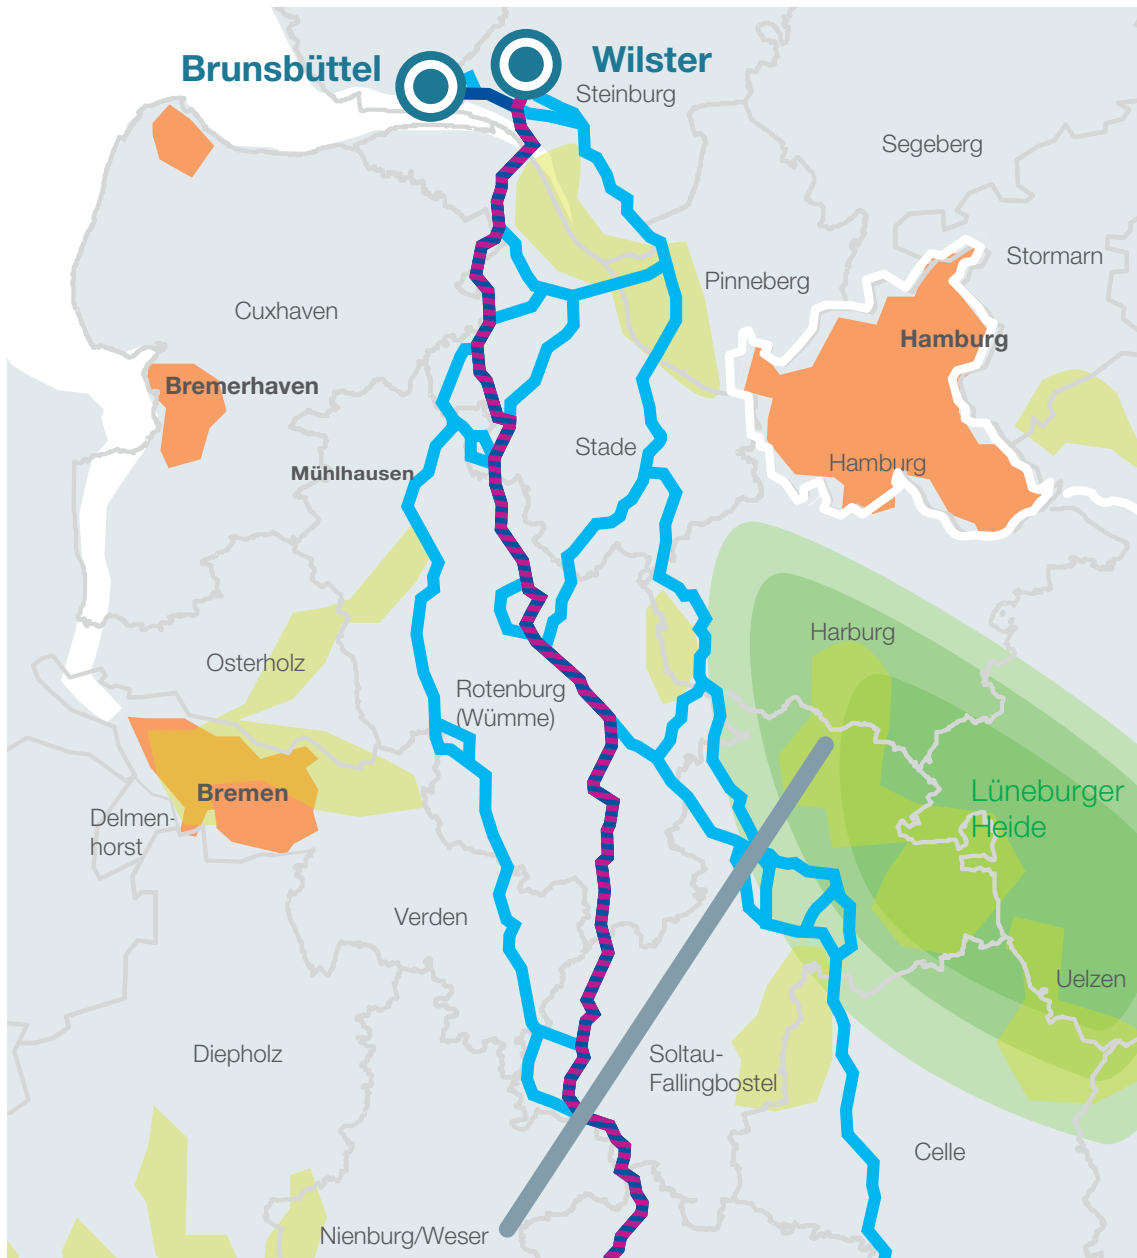 Brunsbüttel
Wilster
Steinburg
Segeberg
Stormarn
Pinneberg
Cuxhaven
Hamburg
Bremerhaven
Stade
Hamburg
Mühlhausen
Harburg
Osterholz
Rotenburg
(Wümme)
Bremen
Lüneburger
Heide
Delmen-
horst
Verden
Uelzen
Diepholz
Soltau-
Fallingbostel
Celle
Nienburg/Weser